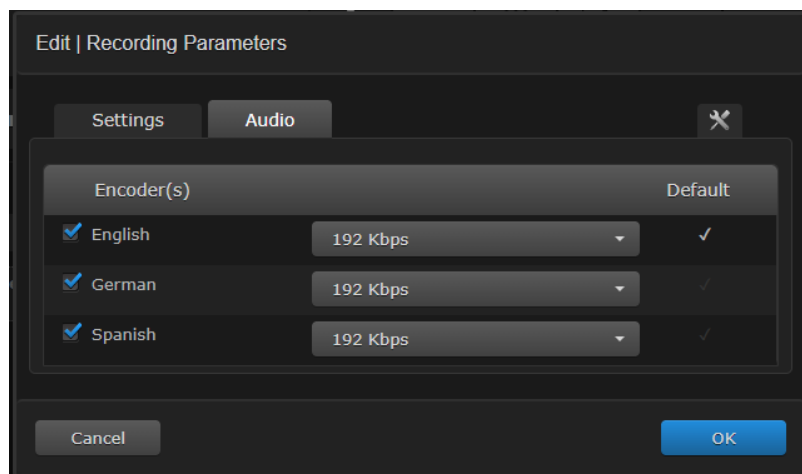 Edit | Recording Parameters
Settings Audio
Encoder(s) Default
English 192 Kbps
German 192 Kbps
Spanish 192 Kbps
Cancel OK